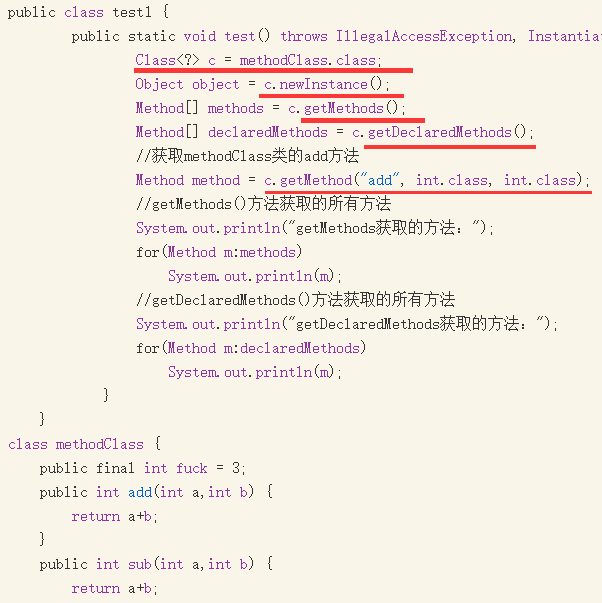 public class test1 {
public static void test() throws IllegalAccessException, Instantia
Class<?> c = methodClass.class;
Object object = c.newInstance();
Method[] methods = c.getMethods();
Method[] declaredMethods = c.getDeclaredMethods();
//获取methodClass类的add方法
Method method = c.getMethod("add", int.class, int.class);
//getMethods()方法获取的所有方法
System.out.println("getMethods获取的方法：");
for(Method m:methods)
System.out.println(m);
//getDeclaredMethods()方法获取的所有方法
System.out.println("getDeclaredMethods获取的方法：");
for(Method m:declaredMethods)
System.out.println(m);
}
}
class methodClass {
public final int fuck = 3;
public int add(int a,int b) {
return a+b;
}
public int sub(int a,int b) {
return a+b;